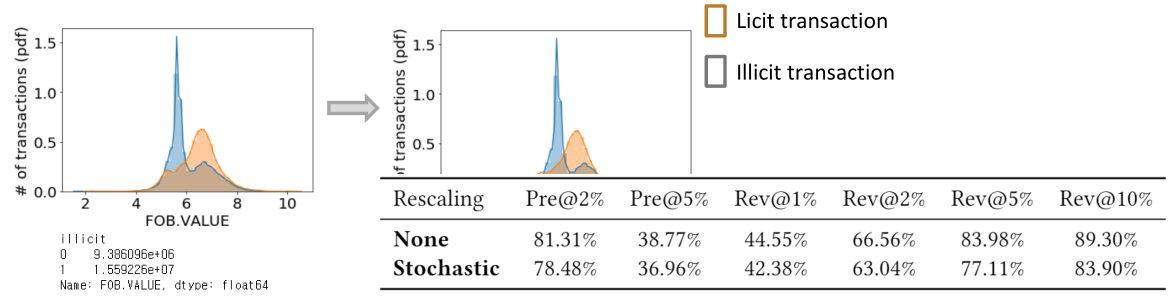 # of transactions (pdf)
1.5
1.0
0.5
0.0
2 4 6 8 10
FOB.VALUE
illicit
0 9.386096e+06
1 1.559226e+07
Name: FOB.VALUE, dtype: float64
of transactions (pdf)
1.5
1.0
0.5
Licit transaction
Illicit transaction
Rescaling Pre@2% Pre@5% Rev@1% Rev@2% Rev@5% Rev@10%
None 81.31% 38.77% 44.55% 66.56% 83.98% 89.30%
Stochastic 78.48% 36.96% 42.38% 63.04% 77.11% 83.90%